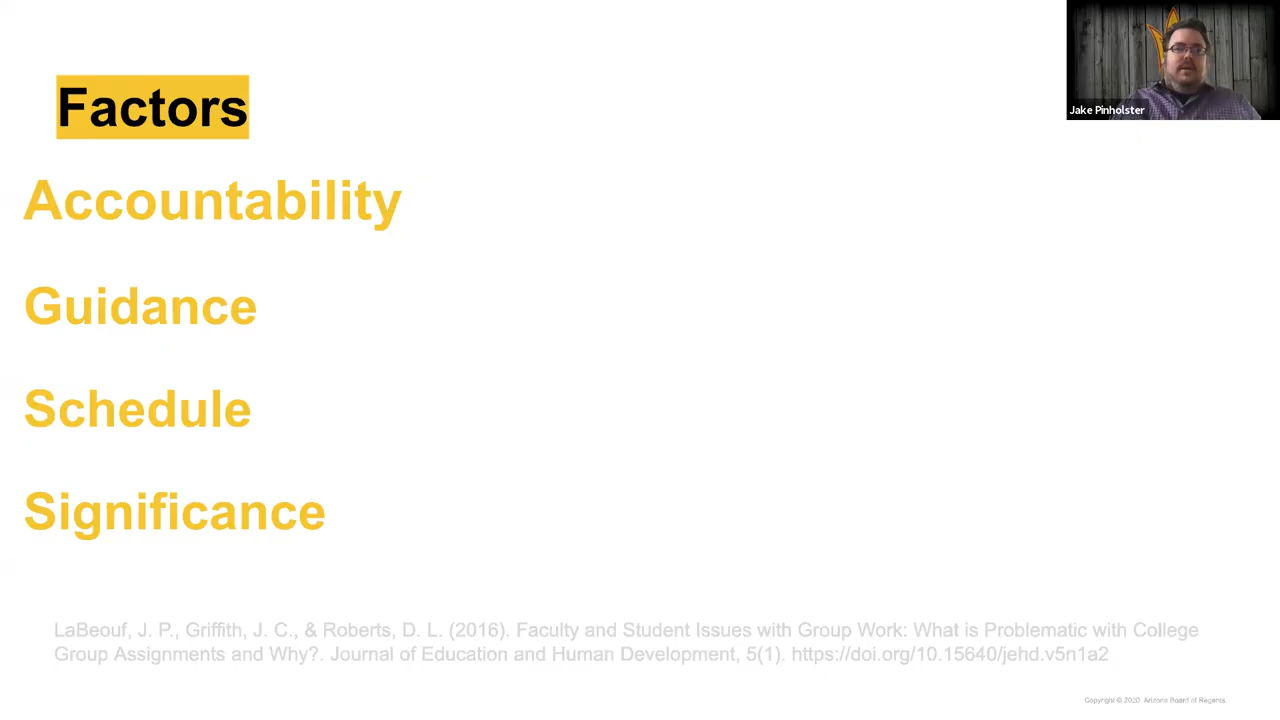 Factors
Jake Pinholster
Accountability
Guidance
Schedule
Significance
LaBeouf, J. P., Griffith, J. C., & Roberts, D. L. (2016). Faculty and Student Issues with Group Work: What is Problematic with College
Group Assignments and Why?. Journal of Education and Human Development, 5(1). https://doi.org/10.15640/jehd.v5n1a2
Copyright © 2020 Arizona Board of Regents.